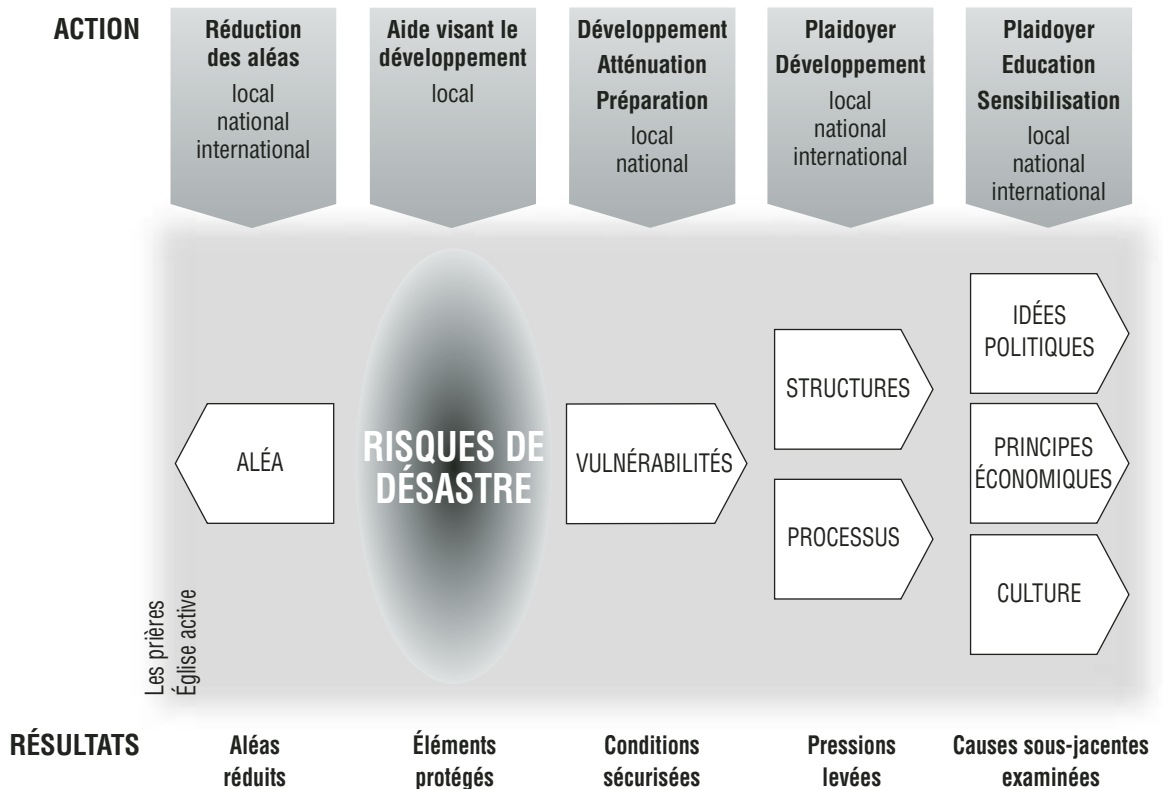 ACTION
Réduction
des aléas
local
national
international
Aide visant le
développement
local
Développement
Atténuation
Préparation
local
national
Plaidoyer
Développement
local
national
international
Plaidoyer
Education
Sensibilisation
local
national
international
ALÉA
RISQUES DE
DÉSASTRE
VULNÉRABILITÉS
STRUCTURES
PROCESSUS
IDÉES
POLITIQUES
PRINCIPES
ÉCONOMIQUES
CULTURE
Les prières
Église active
RÉSULTATS
Aléas
réduits
Éléments
protégés
Conditions
sécurisées
Pressions
levées
Causes sous-jacentes
examinées